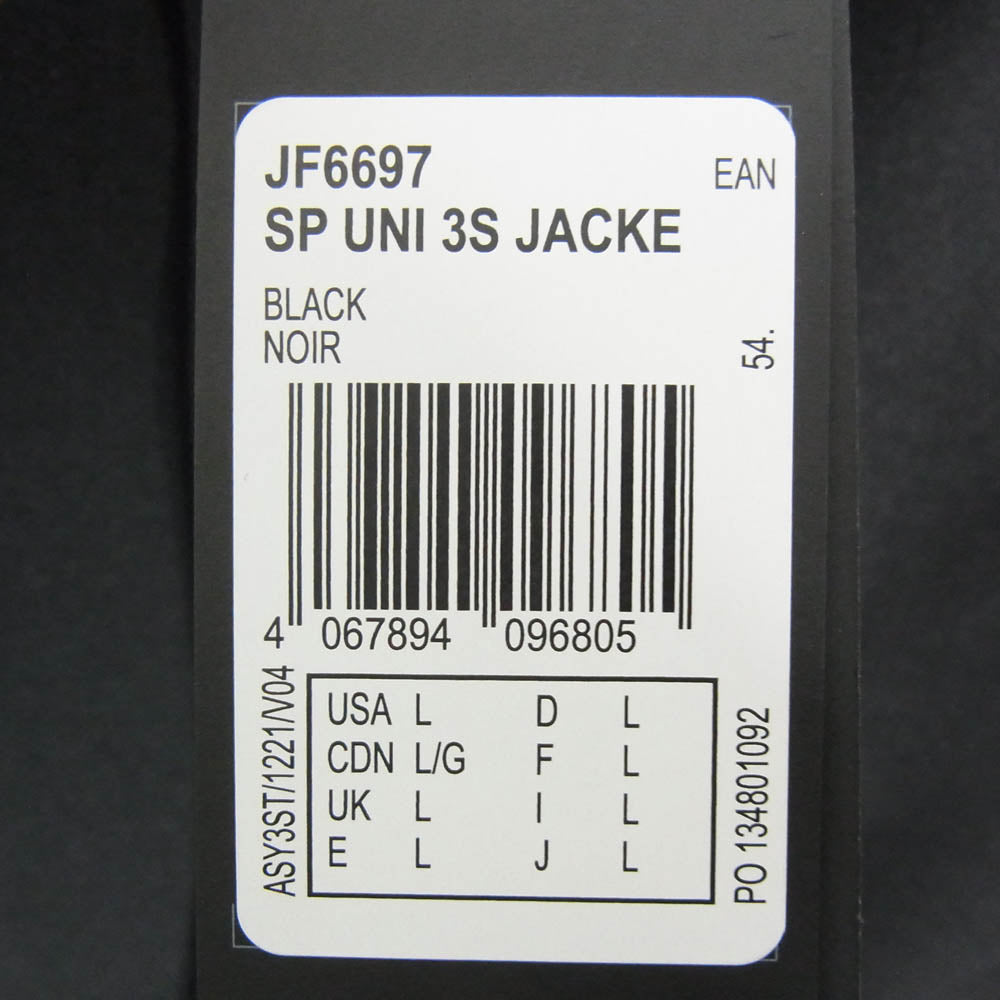 JF6697
EAN
SP UNI 3S JACKE
BLACK
NOIR
54.
4 067894 096805
ASY3ST/1221/V04
USA L D L
CDN L/G F L
UK L I L
E L J L
PO 134801092